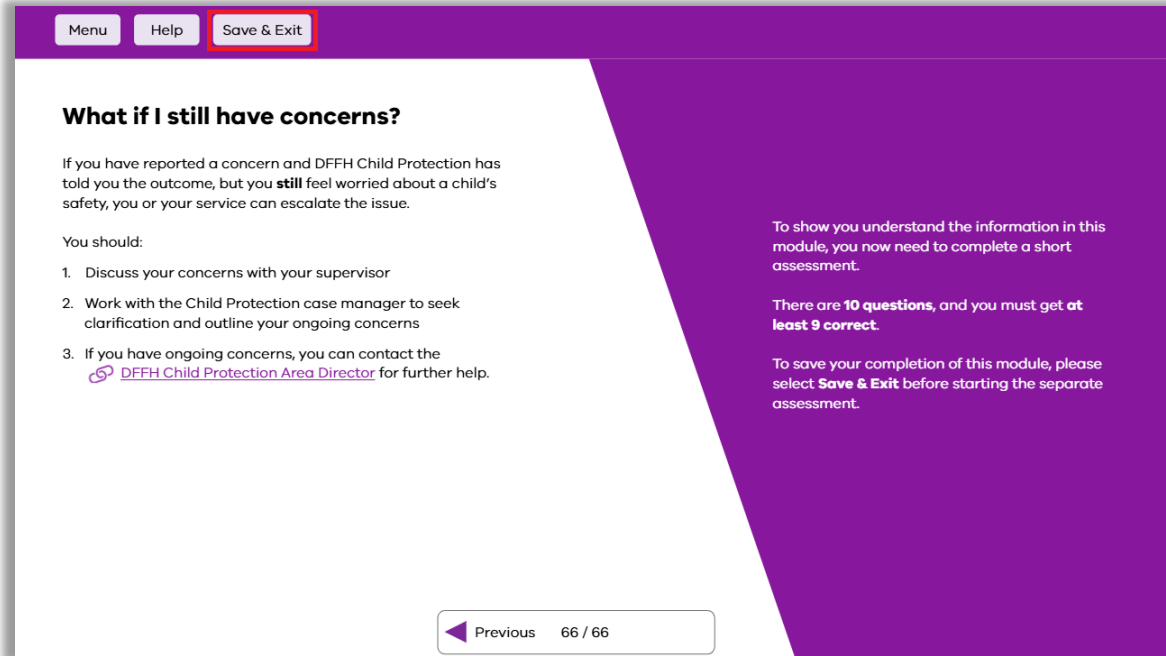 Menu
Help
Save & Exit
What if I still have concerns?
If you have reported a concern and DFFH Child Protection has
told you the outcome, but you still feel worried about a child's
safety, you or your service can escalate the issue.
You should:
1. Discuss your concerns with your supervisor
2. Work with the Child Protection case manager to seek
clarification and outline your ongoing concerns
3. If you have ongoing concerns, you can contact the
DFFH Child Protection Area Director for further help.
To show you understand the information in this
module, you now need to complete a short
assessment.
There are 10 questions, and you must get at
least 9 correct.
To save your completion of this module, please
select Save & Exit before starting the separate
assessment.
Previous 66 / 66